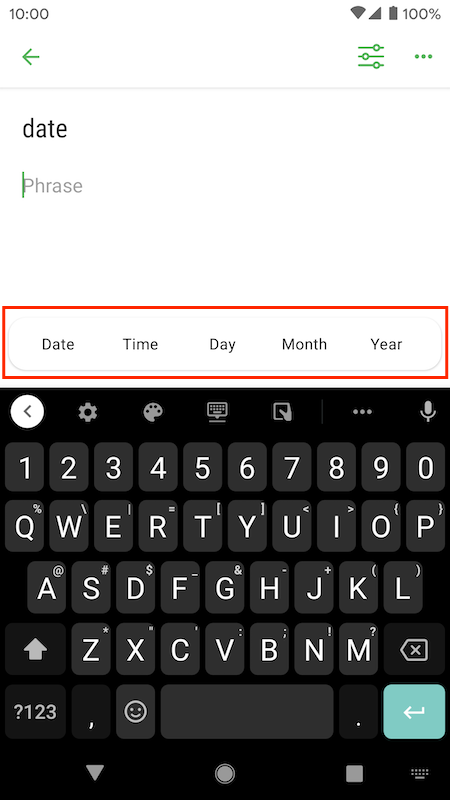 10:00 100%
date
Phrase
Date Time Day Month Year
1 2 3 4 5 6 7 8 9 0
% \ | = [ ] < > { }
Q W E R T Y U I O P
@ # $ _ & - + ( )
A S D F G H J K L
* " ' : ; ! ?
Z X C V B N M
?123 , .